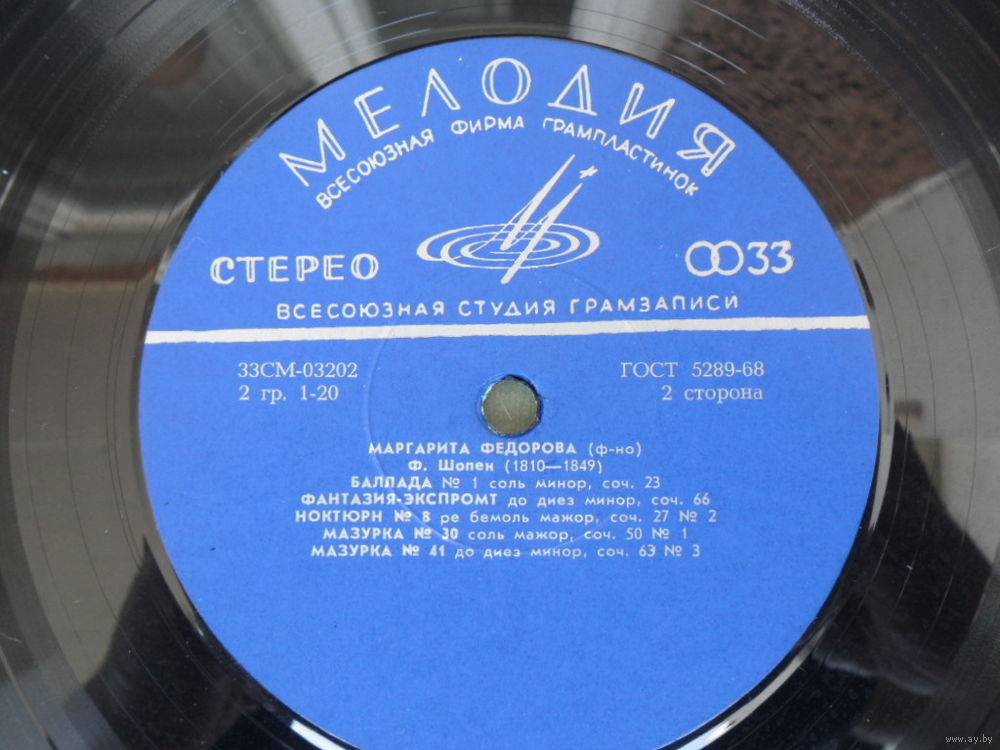 МЕЛОДИЯ
ВСЕСОЮЗНАЯ ФИРМА ГРАМПЛАСТИНОК
СТЕРЕО
33
ВСЕСОЮЗНАЯ СТУДИЯ ГРАМЗАПИСИ
33СМ-03202
ГОСТ 5289-68
2 гр. 1-20
2 сторона
МАРГАРИТА ФЕДОРОВА (ф-но)
Ф. Шопен (1810—1849)
БАЛЛАДА № 1 соль минор, соч. 23
ФАНТАЗИЯ-ЭКСПРОМТ до диез минор, соч. 66
НОКТЮРН № 8 ре бемоль мажор, соч. 27 № 2
МАЗУРКА № 30 соль мажор, соч. 50 № 1
МАЗУРКА № 41 до диез минор, соч. 63 № 3
www.ay.by